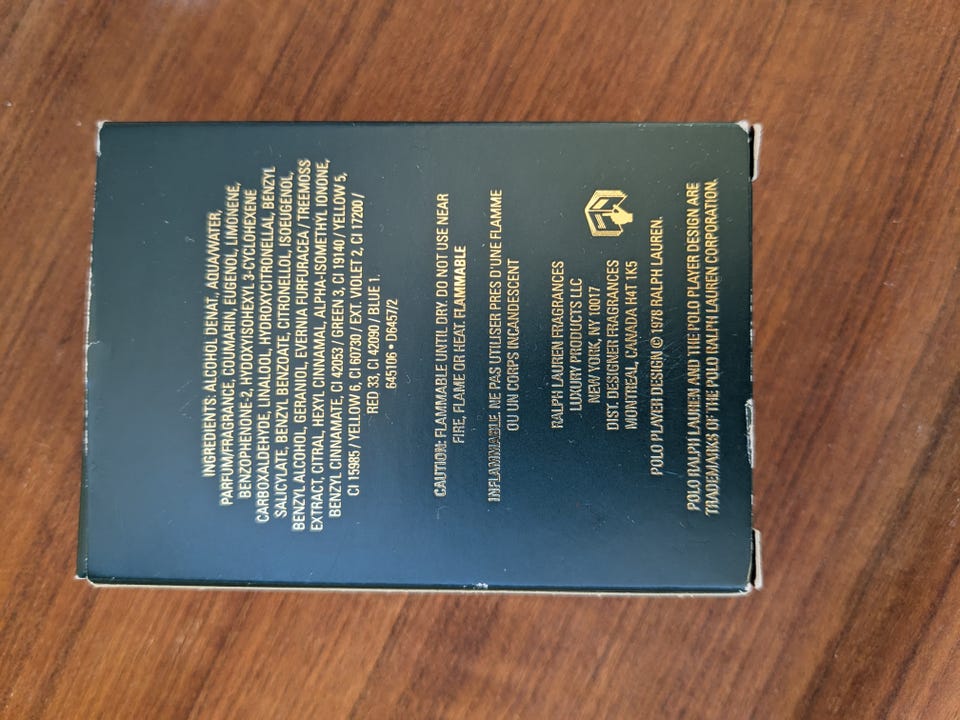 INGREDIENTS: ALCOHOL DENAT, AQUA/WATER,
PARFUM/FRAGRANCE, COUMARIN, EUGENOL, LIMONENE,
BENZOPHENONE-2, HYDOXYISOHEXYL 3-CYCLOHEXENE
CARBOXALDEHYDE, LINALOOL, HYDROXYCITRONELLAL, BENZYL
SALICYLATE, BENZYL BENZOATE, CITRONELLOL, ISOEUGENOL,
BENZYL ALCOHOL, GERANIOL, EVERNIA FURFURACEA / TREEMOSS
EXTRACT, CITRAL, HEXYL CINNAMAL, ALPHA-ISOMETHYL IONONE,
BENZYL CINNAMATE, CI 42053 / GREEN 3, CI 19140 / YELLOW 5,
CI 15985 / YELLOW 6, CI 60730 / EXT. VIOLET 2, CI 17200 /
RED 33, CI 42090 / BLUE 1.
645106 • D6457/2
CAUTION: FLAMMABLE UNTIL DRY. DO NOT USE NEAR
FIRE, FLAME OR HEAT. FLAMMABLE
INFLAMMABLE. NE PAS UTILISER PRES D'UNE FLAMME
OU UN CORPS INCANDESCENT
RALPH LAUREN FRAGRANCES
LUXURY PRODUCTS LLC
NEW YORK, NY 10017
DIST. DESIGNER FRAGRANCES
MONTREAL, CANADA H4T 1K5
POLO PLAYER DESIGN © 1978 RALPH LAUREN.
POLO RALPH LAUREN AND THE POLO PLAYER DESIGN ARE
TRADEMARKS OF THE POLO RALPH LAUREN CORPORATION.